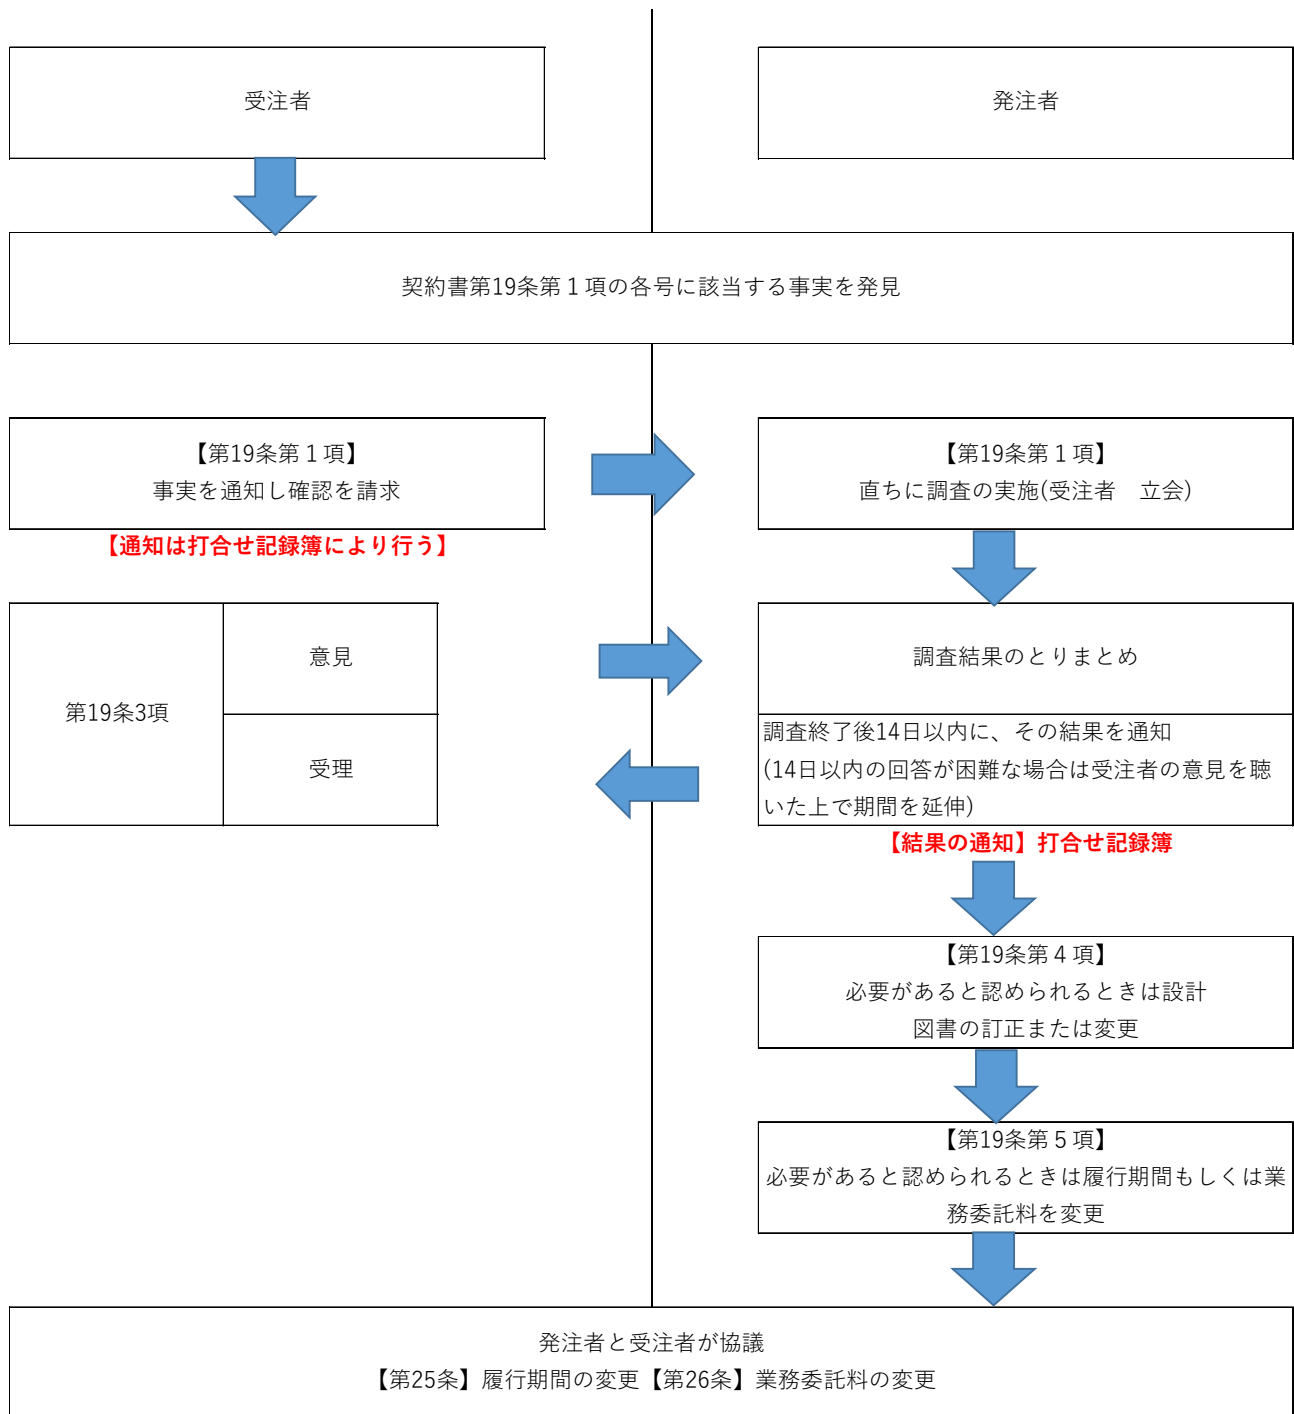 受注者
発注者
契約書第19条第１項の各号に該当する事実を発見
【第19条第１項】
事実を通知し確認を請求
【通知は打合せ記録簿により行う】
【第19条第１項】
直ちに調査の実施(受注者　立会)
第19条3項
意見
受理
調査結果のとりまとめ
調査終了後14日以内に、その結果を通知
(14日以内の回答が困難な場合は受注者の意見を聴
いた上で期間を延伸)
【結果の通知】打合せ記録簿
【第19条第４項】
必要があると認められるときは設計
図書の訂正または変更
【第19条第５項】
必要があると認められるときは履行期間もしくは業
務委託料を変更
発注者と受注者が協議
【第25条】履行期間の変更【第26条】業務委託料の変更